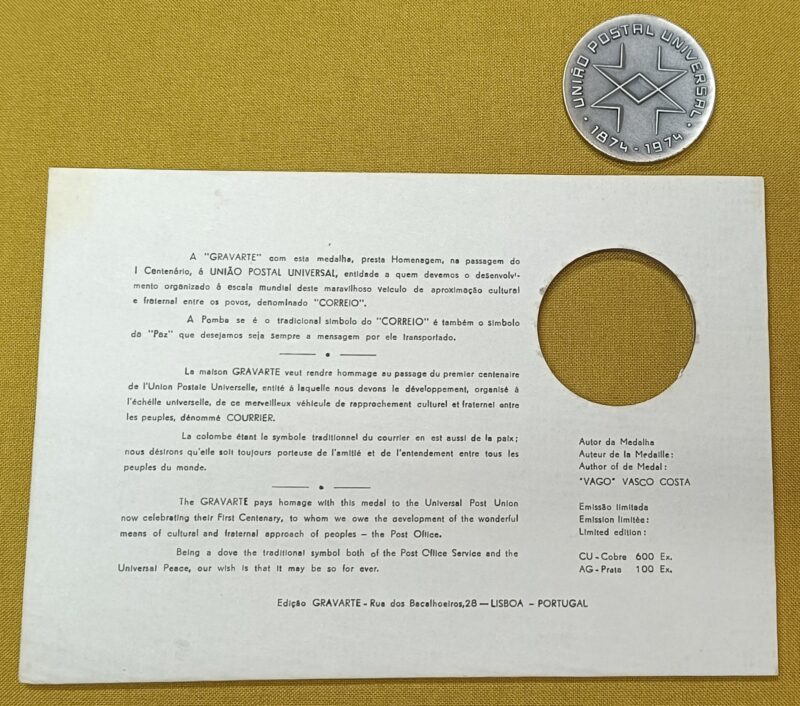 UNIÃO POSTAL UNIVERSAL
· 1874 - 1974 ·
A "GRAVARTE" com esta medalha, presta Homenagem, na passagem do
I Centenário, á UNIÃO POSTAL UNIVERSAL, entidade a quem devemos o desenvolvi-
mento organizado á escala mundial deste maravilhoso veiculo de aproximação cultural
e fraternal entre os povos, denominado "CORREIO".
A Pomba se é o tradicional simbolo do "CORREIO" é também o simbolo
da "Paz" que desejamos seja sempre a mensagem por ele transportado.
La maison GRAVARTE veut rendre hommage au passage du premier centenaire
de l'Union Postale Universelle, entité á laquelle nous devons le développement, organisé á
l'échélle universelle, de ce merveilleux véhicule de rapprochement culturel et fraternel entre
les peuples, dénommé COURRIER.
La colombe étant le symbole traditionnel du courrier en est aussi de la paix;
nous désirons qu'elle soit toujours porteuse de l'amitié et de l'entendement entre tous les
peuples du monde.
The GRAVARTE pays homage with this medal to the Universal Post Union
now celebrating their First Centenary, to whom we owe the development of the wonderful
means of cultural and fraternal approach of peoples – the Post Office.
Being a dove the traditional symbol both of the Post Office Service and the
Universal Peace, our wish is that it may be so for ever.
Autor da Medalha
Auteur de la Medaille:
Author of de Medal:
"VAGO" VASCO COSTA
Emissão limitada
Emission limitée:
Limited edition:
CU - Cobre 600 Ex.
AG - Prata 100 Ex.
Edição GRAVARTE - Rua dos Bacalhoeiros, 28 — LISBOA - PORTUGAL